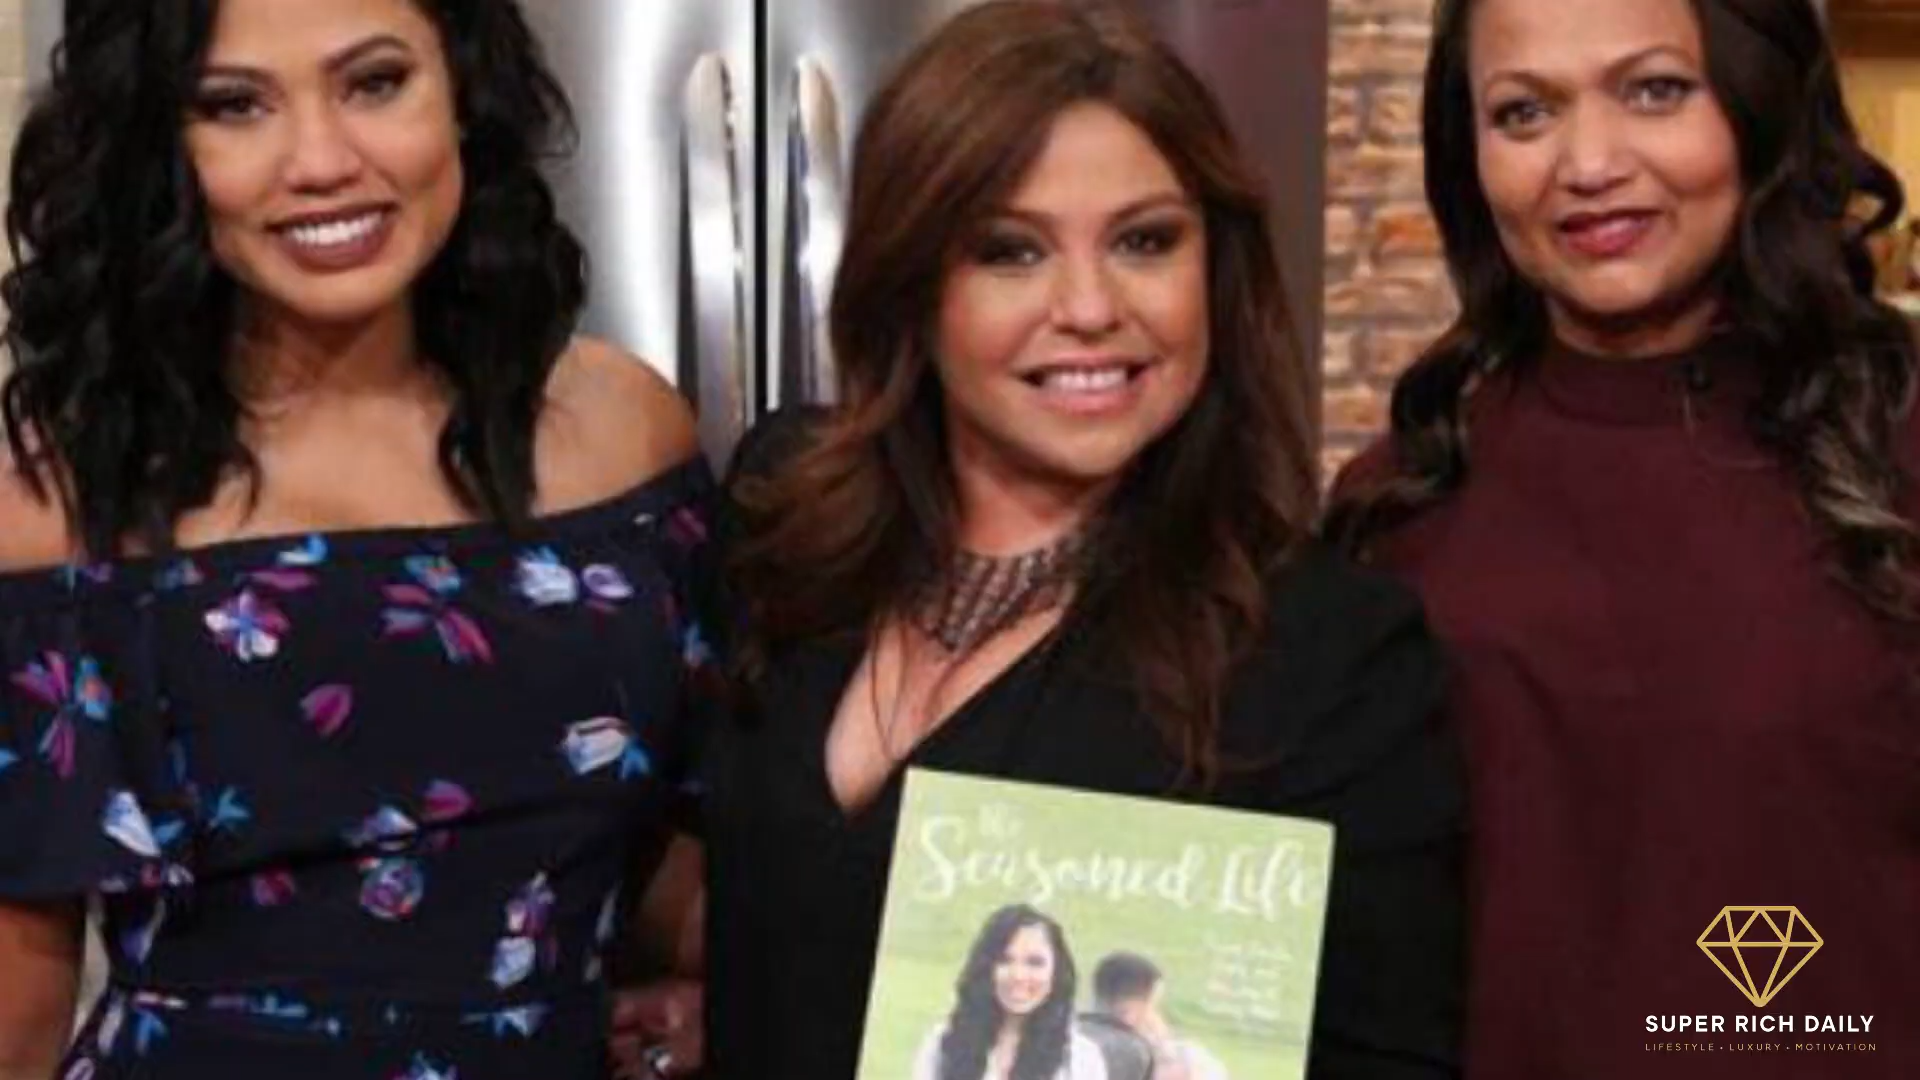 The
Seasoned Life
SUPER RICH DAILY
LIFESTYLE • LUXURY • MOTIVATION